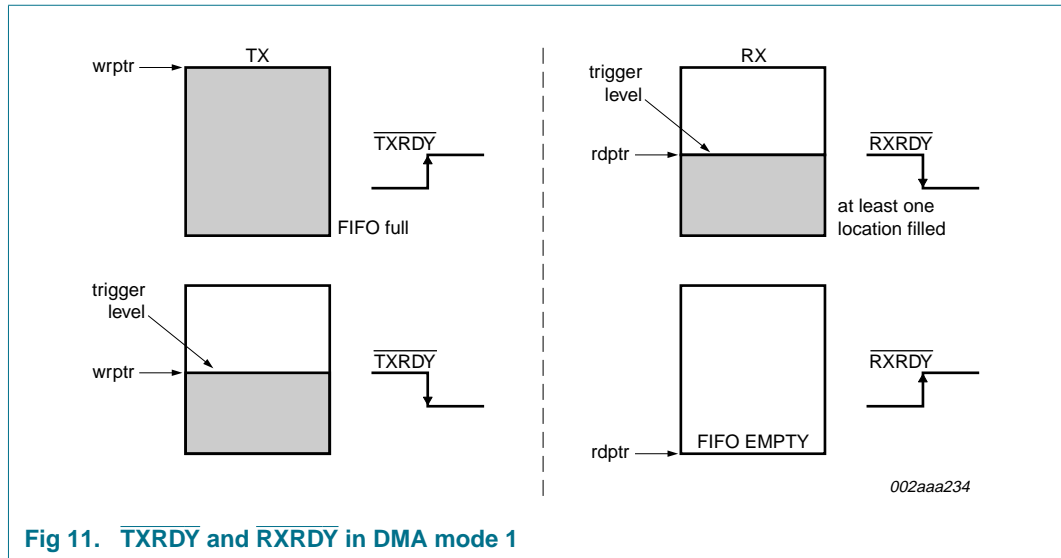 TX
wrptr
TXRDY
FIFO full
trigger
level
wrptr
TXRDY
RX
trigger
level
rdptr
RXRDY
at least one
location filled
RXRDY
FIFO EMPTY
rdptr
002aaa234
Fig 11. TXRDY and RXRDY in DMA mode 1